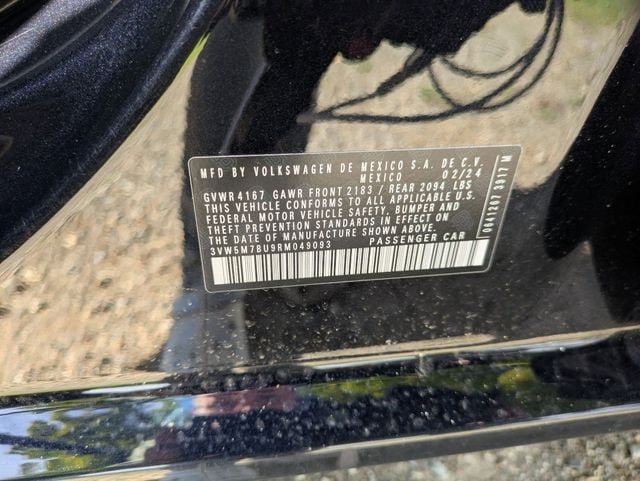 MFD BY VOLKSWAGEN DE MEXICO S.A. DE C.V.
MEXICO 02/24
GVWR 4167 GAWR FRONT 2183 / REAR 2094 LBS
THIS VEHICLE CONFORMS TO ALL APPLICABLE U.S.
FEDERAL MOTOR VEHICLE SAFETY, BUMPER AND
THEFT PREVENTION STANDARDS IN EFFECT ON
THE DATE OF MANUFACTURE SHOWN ABOVE.
3VW5M7BU9RM049093 PASSENGER CAR
0641207 3917 M